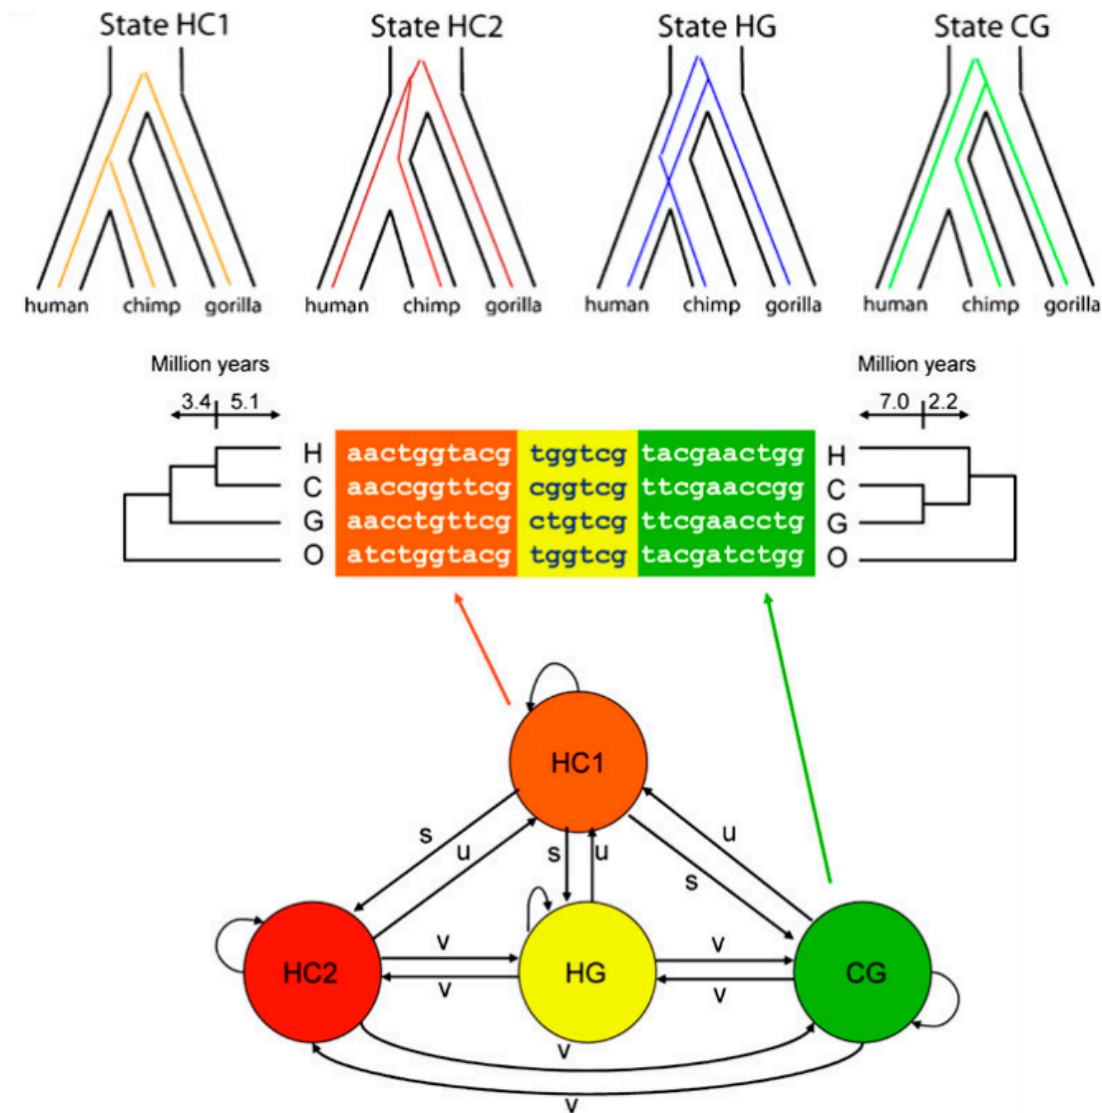 State HC1 State HC2 State HG State CG
human chimp gorilla human chimp gorilla human chimp gorilla human chimp gorilla
Million years Million years
3.4 5.1 7.0 2.2
H aactggtacg tggtcg tacgaactgg H
C aaccggttcg cggtcg ttcgaaccgg C
G aacctgttcg ctgtcg ttcgaacctg G
O atctggtacg tggtcg tacgatctgg O
HC1
s u s u u s
v v
HC2 HG CG
v v
v
v